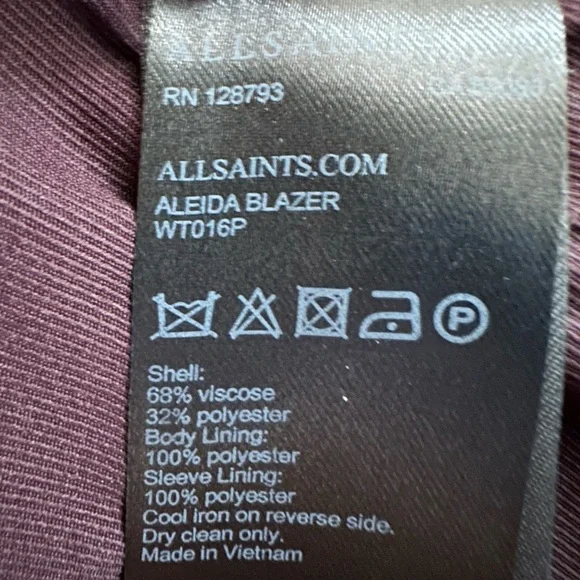 ALLSAINTS
RN 128793
ALLSAINTS.COM
ALEIDA BLAZER
WT016P
P
Shell:
68% viscose
32% polyester
Body Lining:
100% polyester
Sleeve Lining:
100% polyester
Cool iron on reverse side.
Dry clean only.
Made in Vietnam